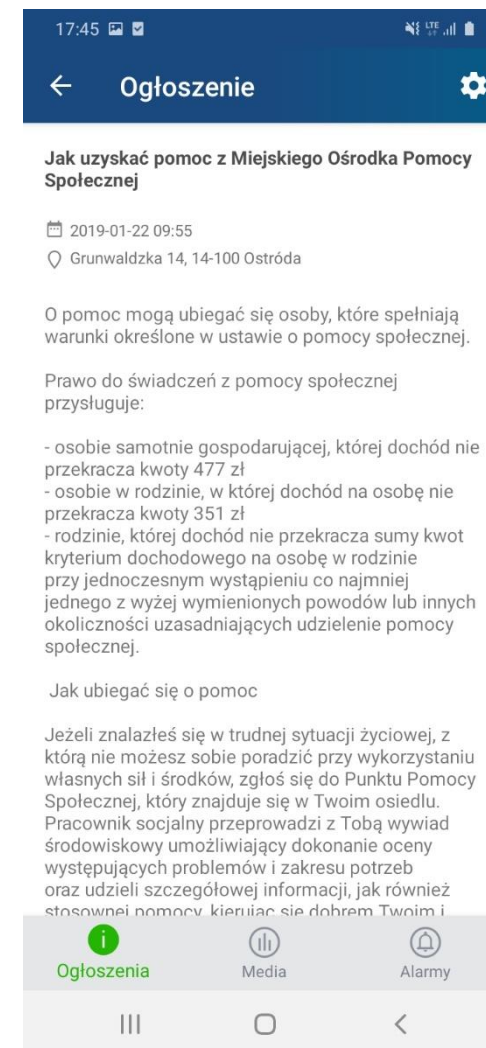 17:45
LTE
Ogłoszenie
Jak uzyskać pomoc z Miejskiego Ośrodka Pomocy
Społecznej
2019-01-22 09:55
Grunwaldzka 14, 14-100 Ostróda
O pomoc mogą ubiegać się osoby, które spełniają
warunki określone w ustawie o pomocy społecznej.
Prawo do świadczeń z pomocy społecznej
przysługuje:
- osobie samotnie gospodarującej, której dochód nie
przekracza kwoty 477 zł
- osobie w rodzinie, w której dochód na osobę nie
przekracza kwoty 351 zł
- rodzinie, której dochód nie przekracza sumy kwot
kryterium dochodowego na osobę w rodzinie
przy jednoczesnym wystąpieniu co najmniej
jednego z wyżej wymienionych powodów lub innych
okoliczności uzasadniających udzielenie pomocy
społecznej.
Jak ubiegać się o pomoc
Jeżeli znalazłeś się w trudnej sytuacji życiowej, z
którą nie możesz sobie poradzić przy wykorzystaniu
własnych sił i środków, zgłoś się do Punktu Pomocy
Społecznej, który znajduje się w Twoim osiedlu.
Pracownik socjalny przeprowadzi z Tobą wywiad
środowiskowy umożliwiający dokonanie oceny
występujących problemów i zakresu potrzeb
oraz udzieli szczegółowej informacji, jak również
stosownej pomocy, kierując się dobrem Twoim i
Ogłoszenia
Media
Alarmy